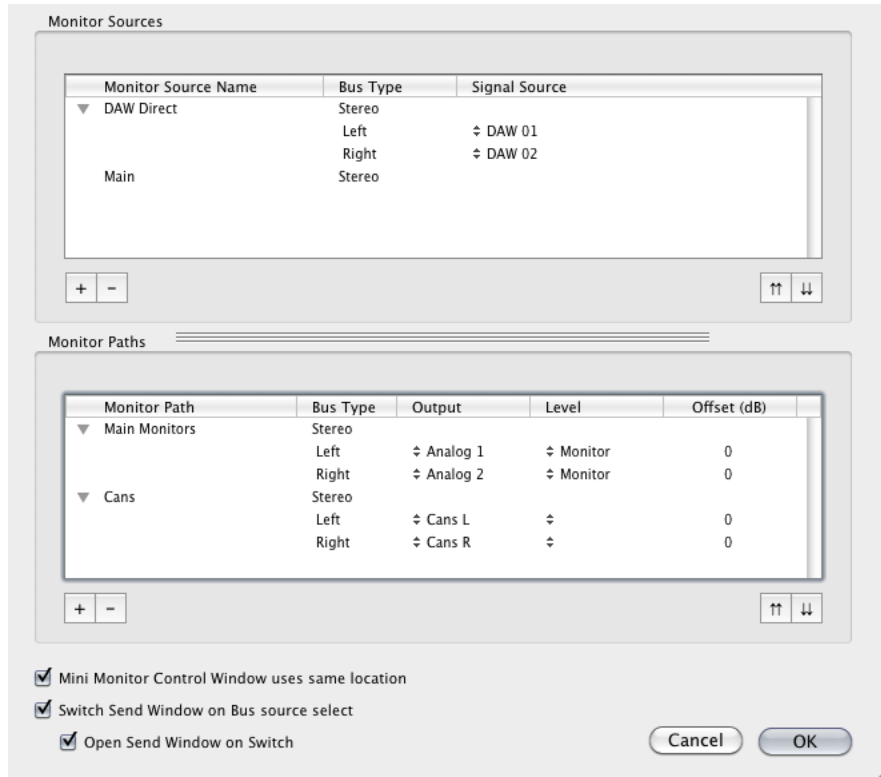 Monitor Sources
Monitor Source Name Bus Type Signal Source
DAW Direct Stereo
Left DAW 01
Right DAW 02
Main Stereo
+ -
Monitor Paths
Monitor Path Bus Type Output Level Offset (dB)
Main Monitors Stereo
Left Analog 1 Monitor 0
Right Analog 2 Monitor 0
Cans Stereo
Left Cans L 0
Right Cans R 0
+ -
Mini Monitor Control Window uses same location
Switch Send Window on Bus source select
Open Send Window on Switch
Cancel OK